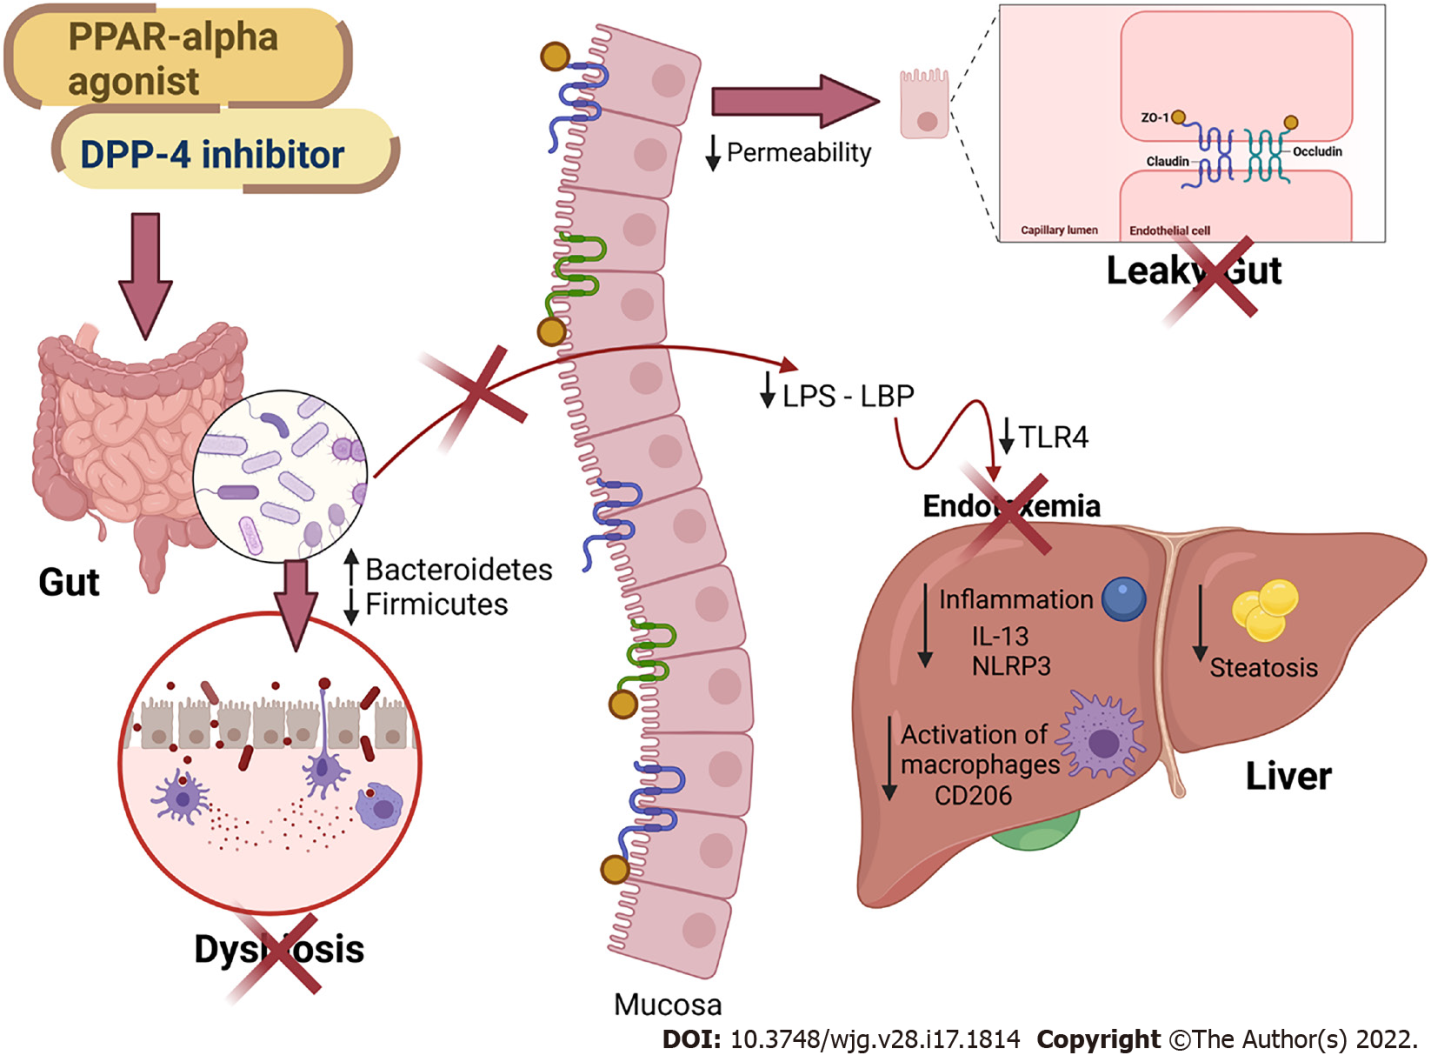 PPAR-alpha
agonist
DPP-4 inhibitor
Permeability
ZO-1
Claudin
Occludin
Capillary lumen
Endothelial cell
Leaky Gut
LPS - LBP
TLR4
Endotoxemia
Gut
Bacteroidetes
Firmicutes
Inflammation
IL-13
NLRP3
Steatosis
Activation of
macrophages
CD206
Liver
Dysbiosis
Mucosa
DOI: 10.3748/wjg.v28.i17.1814 Copyright ©The Author(s) 2022.